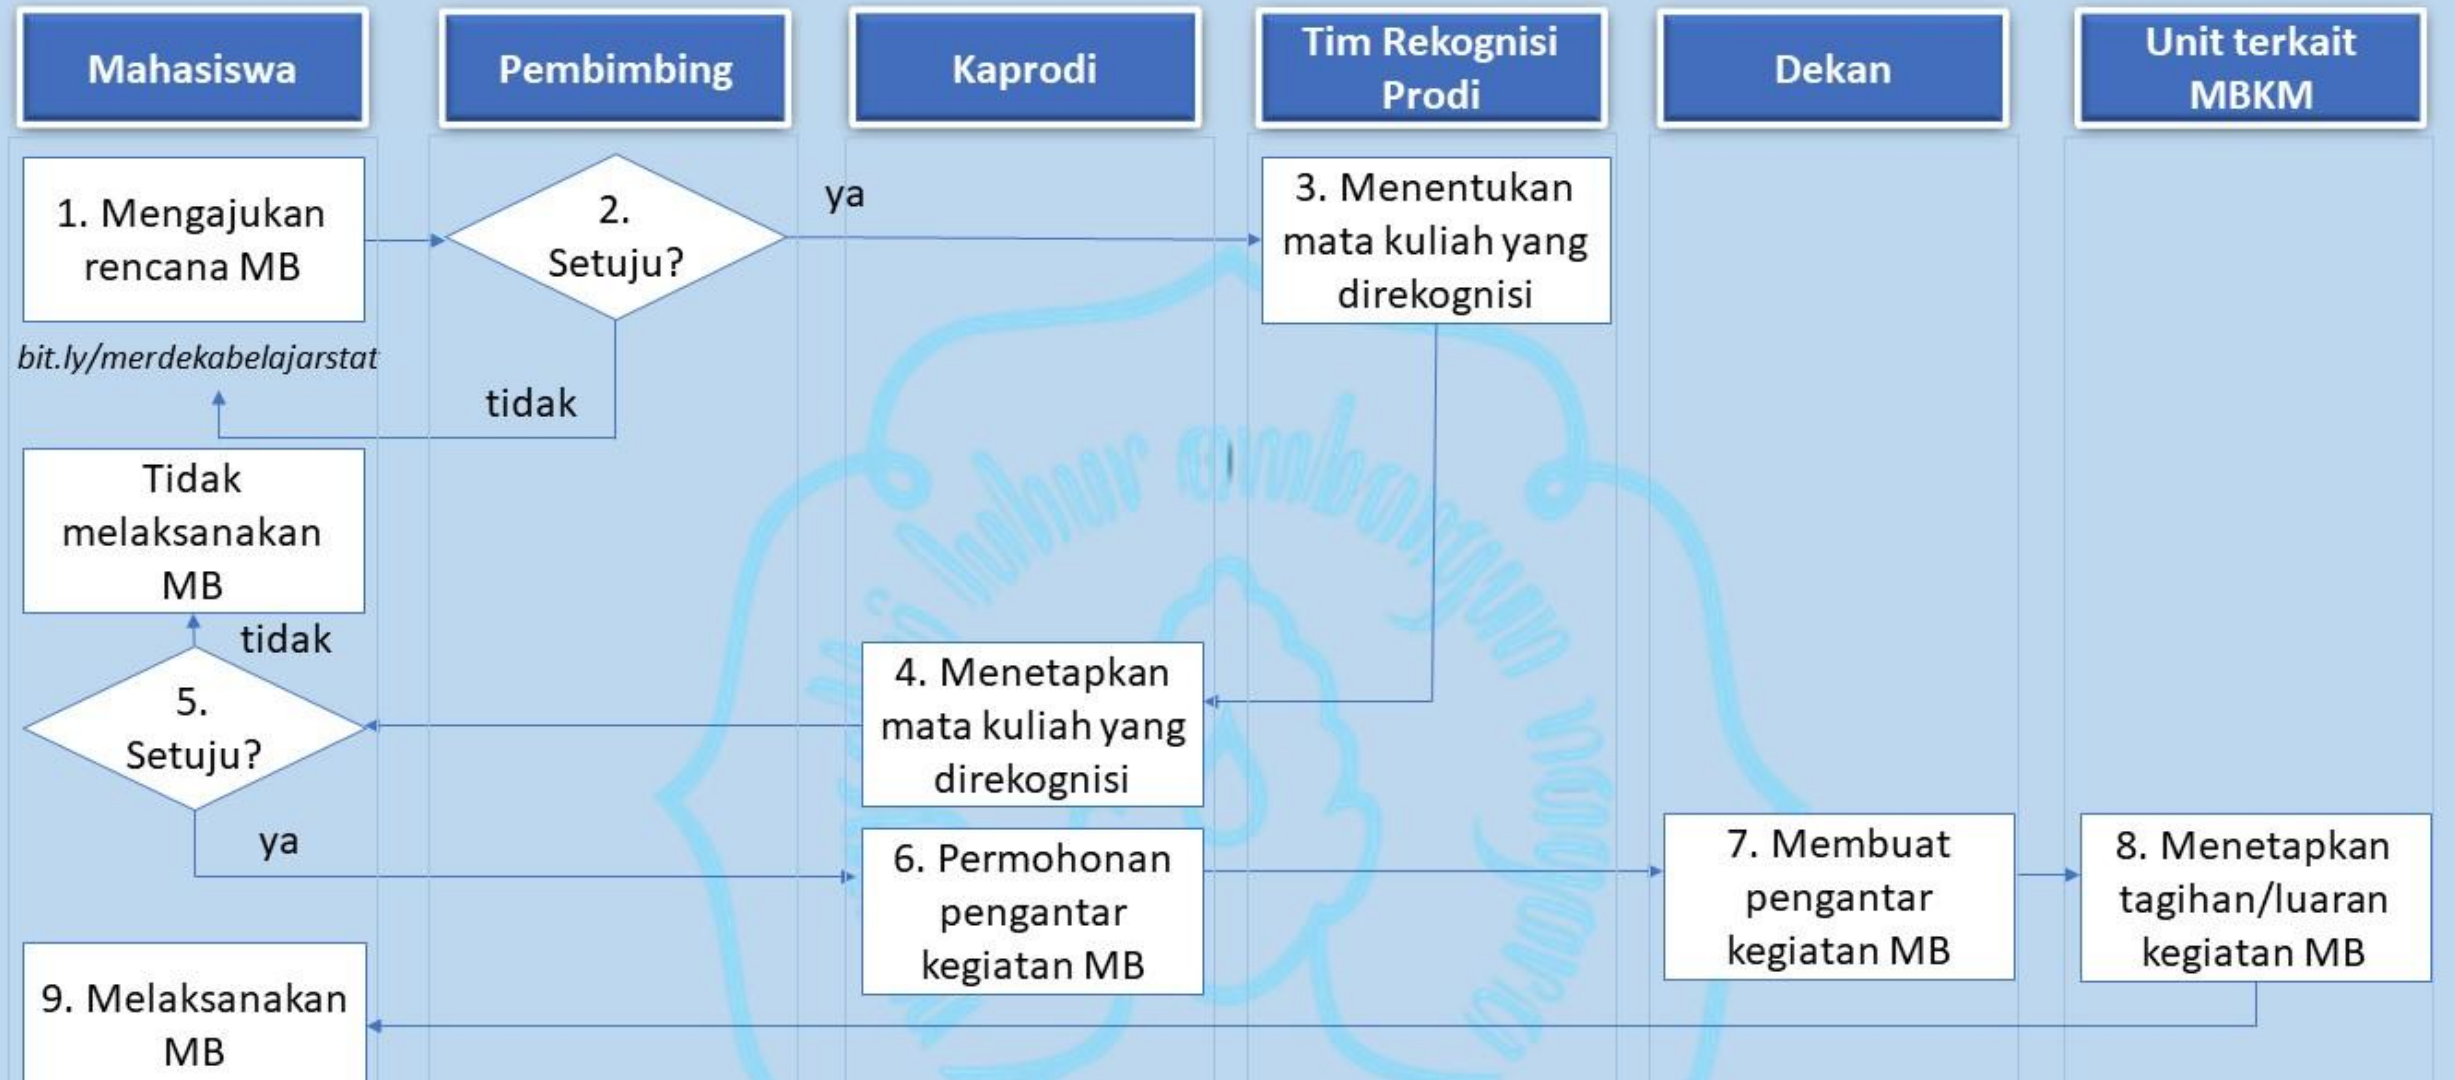 Mahasiswa
Pembimbing
Kaprodi
Tim Rekognisi
Prodi
Dekan
Unit terkait
MBKM
1. Mengajukan
rencana MB
bit.ly/merdekabelajarstat
2.
Setuju?
ya
tidak
3. Menentukan
mata kuliah yang
direkognisi
Tidak
melaksanakan
MB
tidak
4. Menetapkan
mata kuliah yang
direkognisi
5.
Setuju?
ya
6. Permohonan
pengantar
kegiatan MB
7. Membuat
pengantar
kegiatan MB
8. Menetapkan
tagihan/luaran
kegiatan MB
9. Melaksanakan
MB